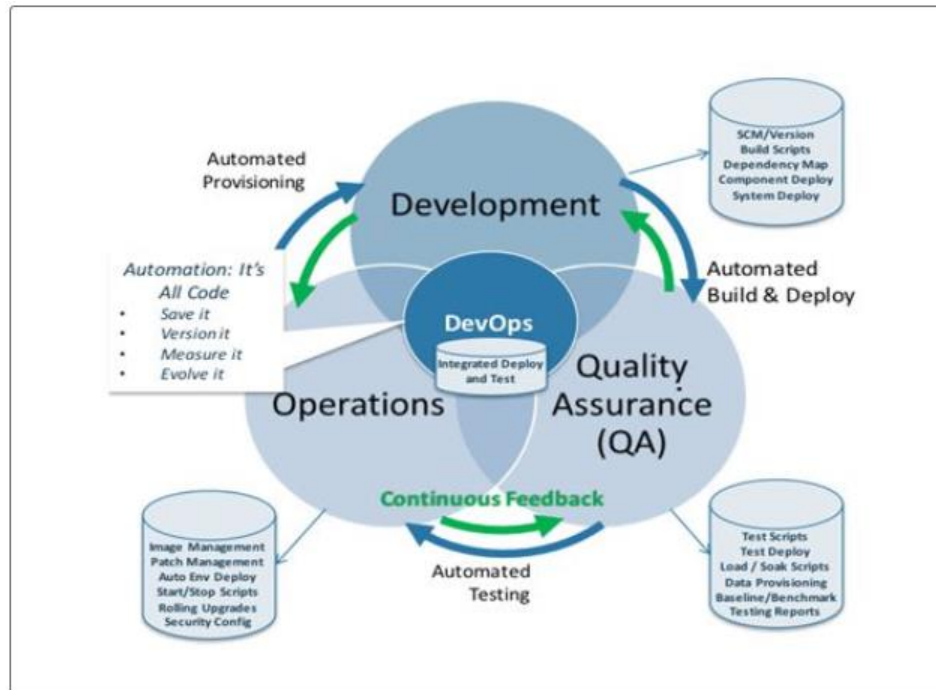 SCM/Version
Build Scripts
Dependency Map
Component Deploy
System Deploy
Automated
Provisioning
Development
Automation: It's
All Code
• Save it
• Version it
• Measure it
• Evolve it
Automated
Build & Deploy
DevOps
Integrated Deploy
and Test
Operations
Quality
Assurance
(QA)
Continuous Feedback
Automated
Testing
Image Management
Patch Management
Auto Env Deploy
Start/Stop Scripts
Rolling Upgrades
Security Config
Test Scripts
Test Deploy
Load / Soak Scripts
Data Provisioning
Baseline/Benchmark
Testing Reports